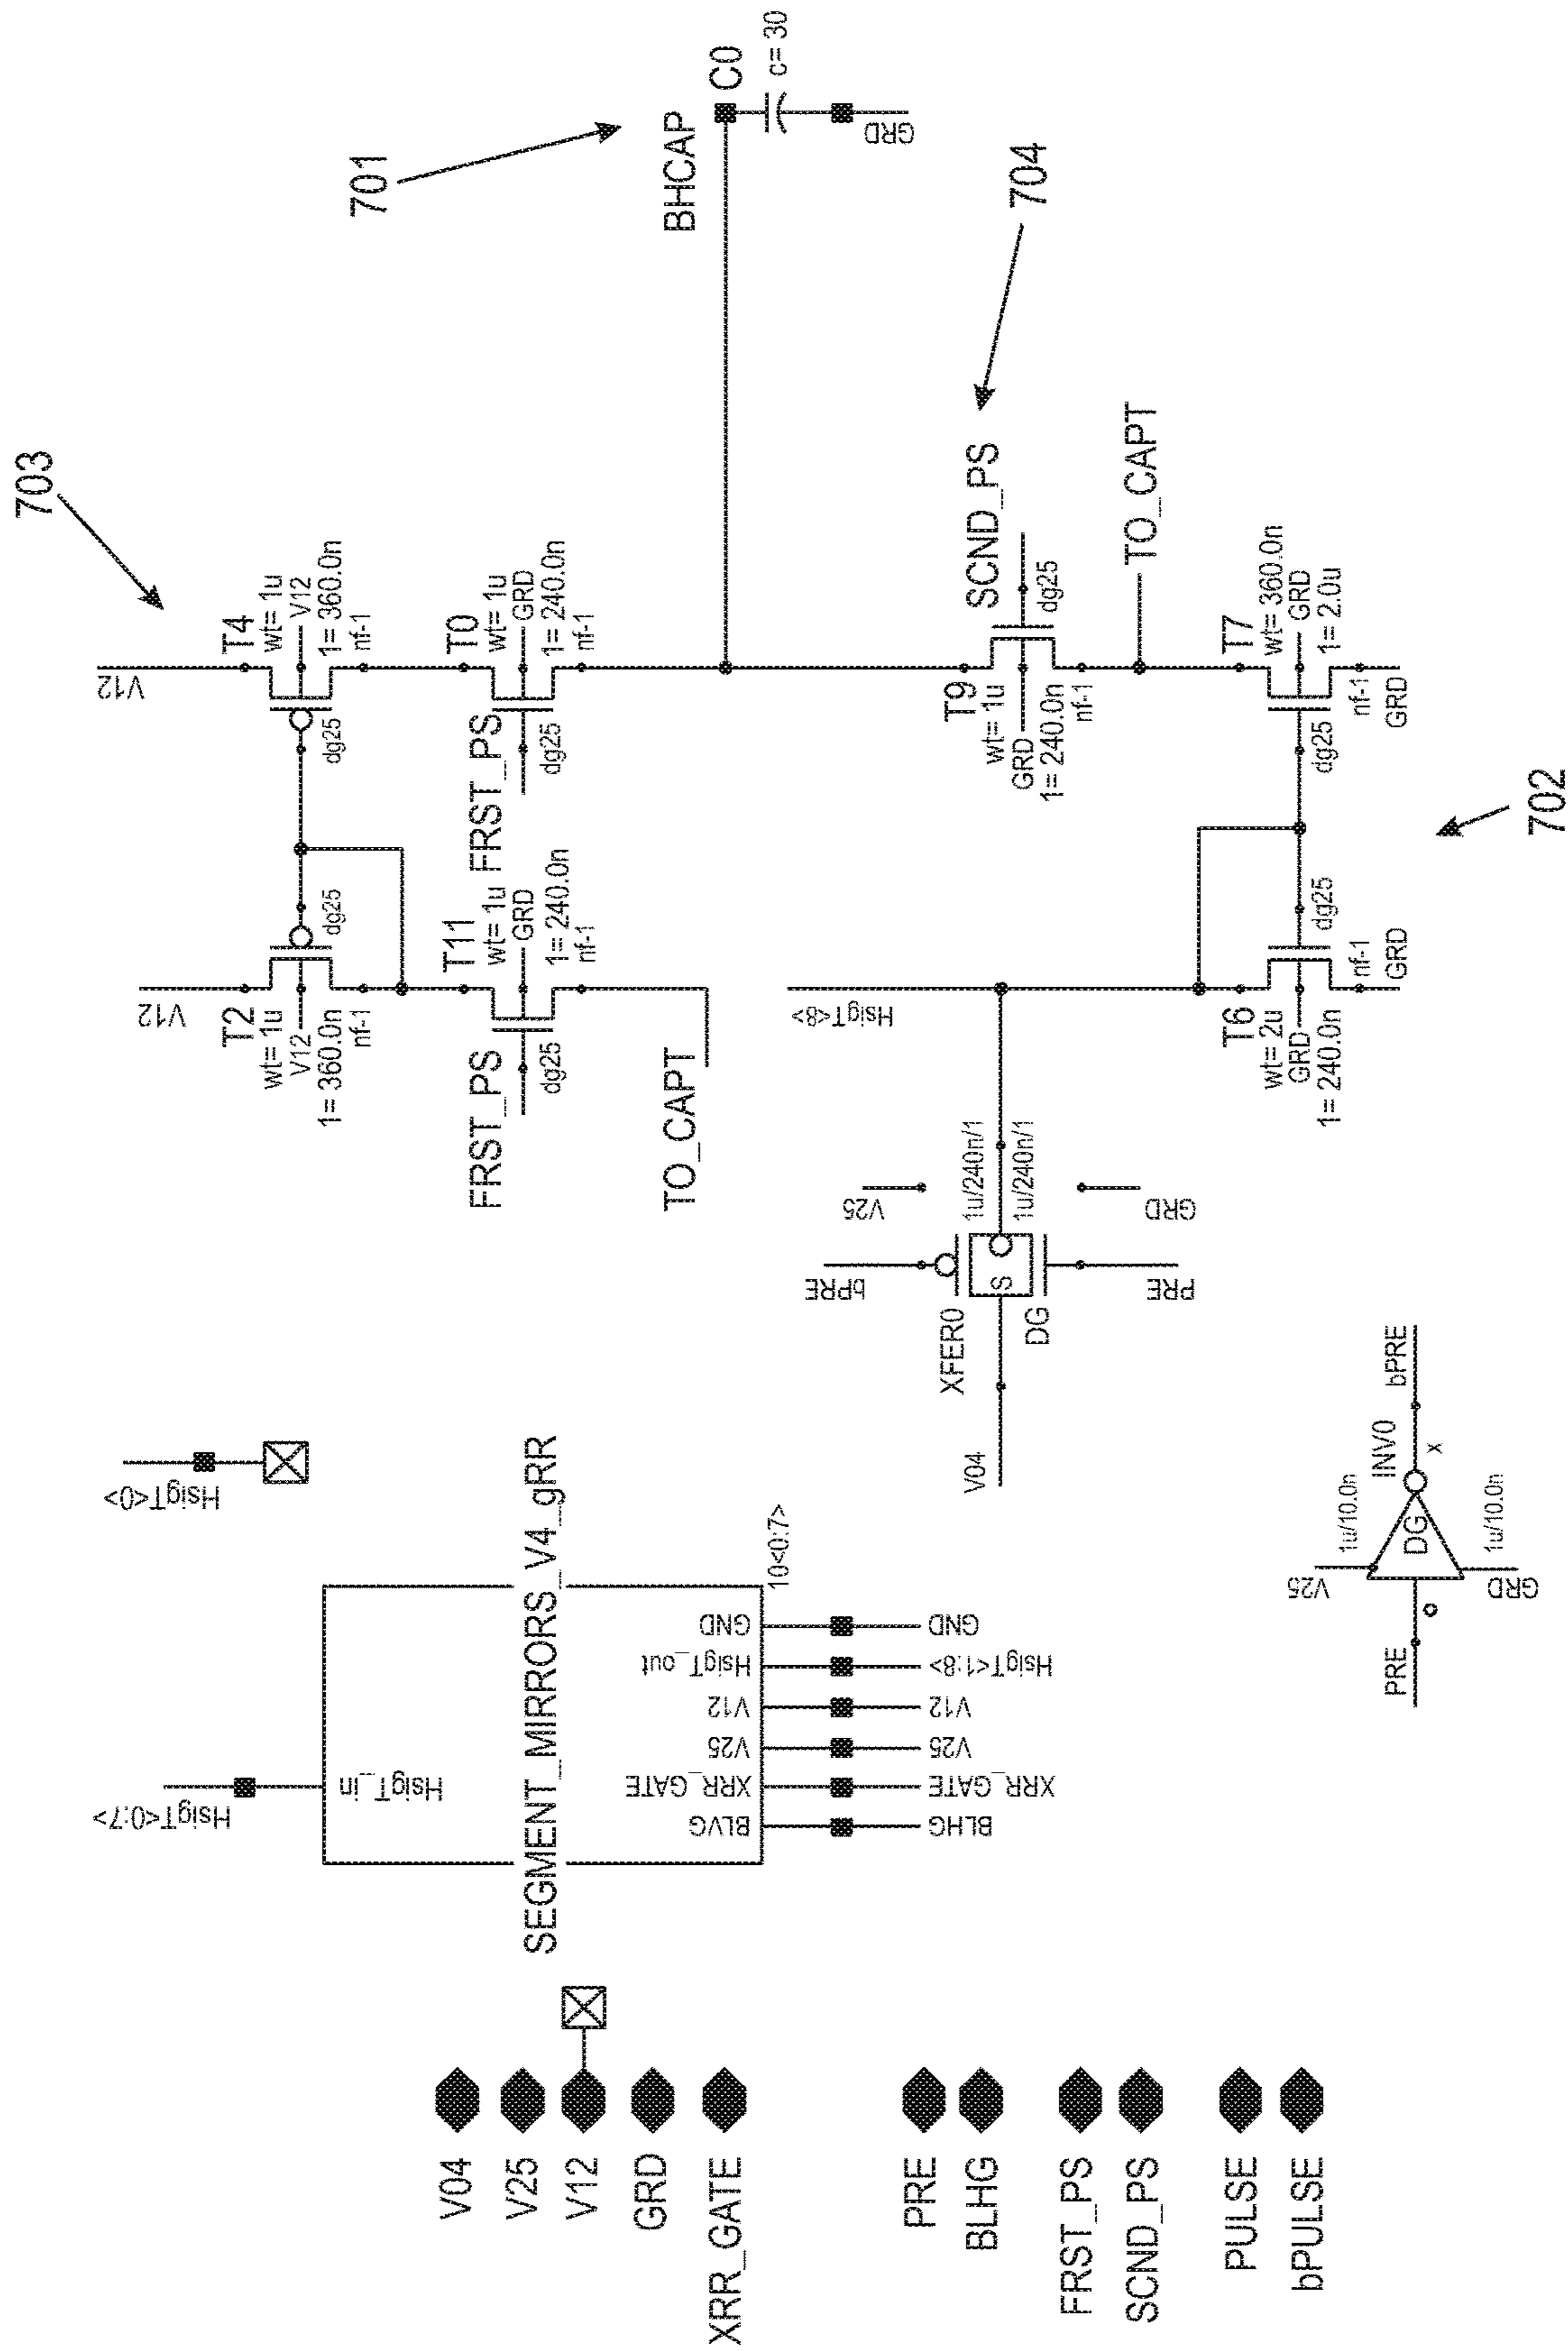 703
701
BHCAP
C0
c= 30
GRD
704
V12
T4
wt= 1u
V12
1= 360.0n
nf-1
dg25
T0
wt= 1u
GRD
1= 240.0n
nf-1
FRST_PS
dg25
SCND_PS
dg25
T9
wt= 1u
GRD
1= 240.0n
nf-1
TO_CAPT
T7
wt= 360.0n
GRD
1= 2.0u
dg25
nf-1
GRD
702
V12
T2
wt= 1u
V12
1= 360.0n
nf-1
dg25
T11
wt= 1u
GRD
1= 240.0n
nf-1
FRST_PS
dg25
TO_CAPT
HsigT<8>
T6
wt= 2u
GRD
1= 240.0n
dg25
nf-1
GRD
V25
1u/240n/1
1u/240n/1
GRD
bPRE
XFER0
S
DG
PRE
V04
HsigT<0>
HsigT<0:7>
HsigT_in
SEGMENT_MIRRORS_V4_gRR
10<0:7>
GND
HsigT_out
V12
V25
XRR_GATE
BLVG
GND
HsigT<1:8>
V12
V25
XRR_GATE
BLHG
V25
1u/10.0n
INV0
bPRE
x
DG
PRE
1u/10.0n
GRD
V04
V25
V12
GRD
XRR_GATE
PRE
BLHG
FRST_PS
SCND_PS
PULSE
bPULSE